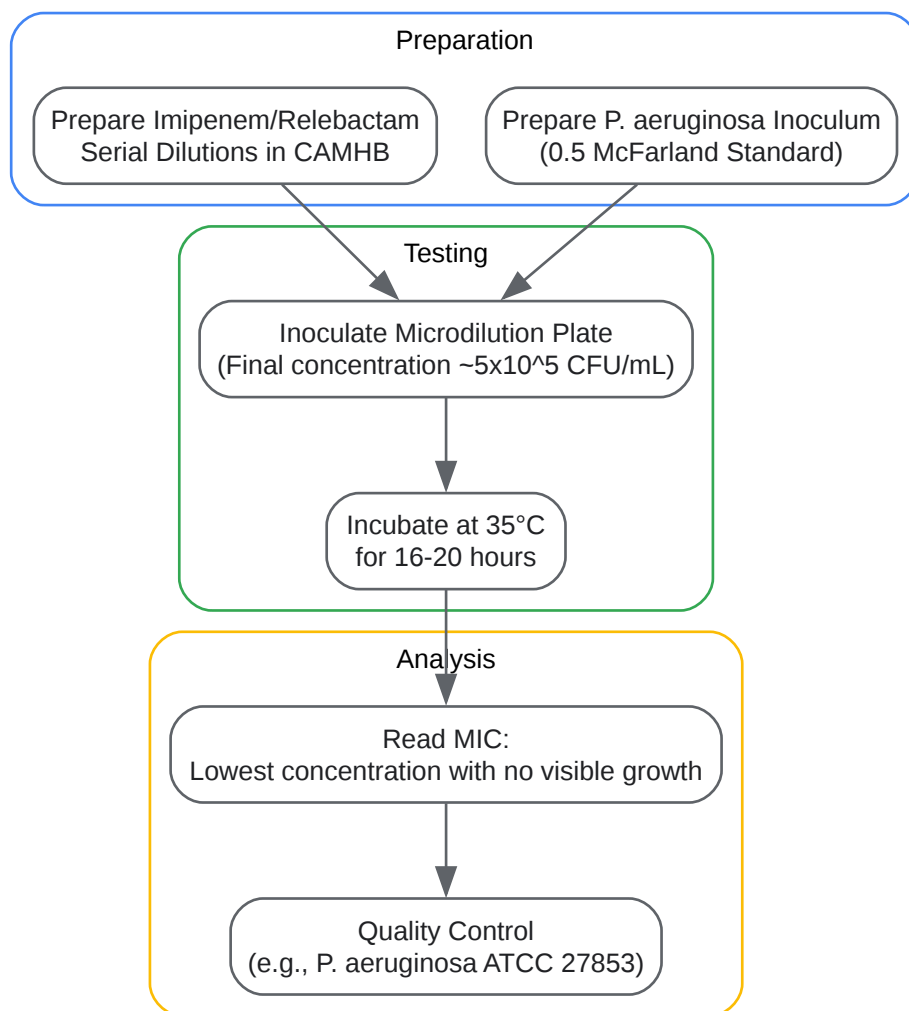 Preparation
Prepare Imipenem/Relebactam
Serial Dilutions in CAMHB
Prepare P. aeruginosa Inoculum
(0.5 McFarland Standard)
Testing
Inoculate Microdilution Plate
(Final concentration ~5x10^5 CFU/mL)
Incubate at 35°C
for 16-20 hours
Analysis
Read MIC:
Lowest concentration with no visible growth
Quality Control
(e.g., P. aeruginosa ATCC 27853)